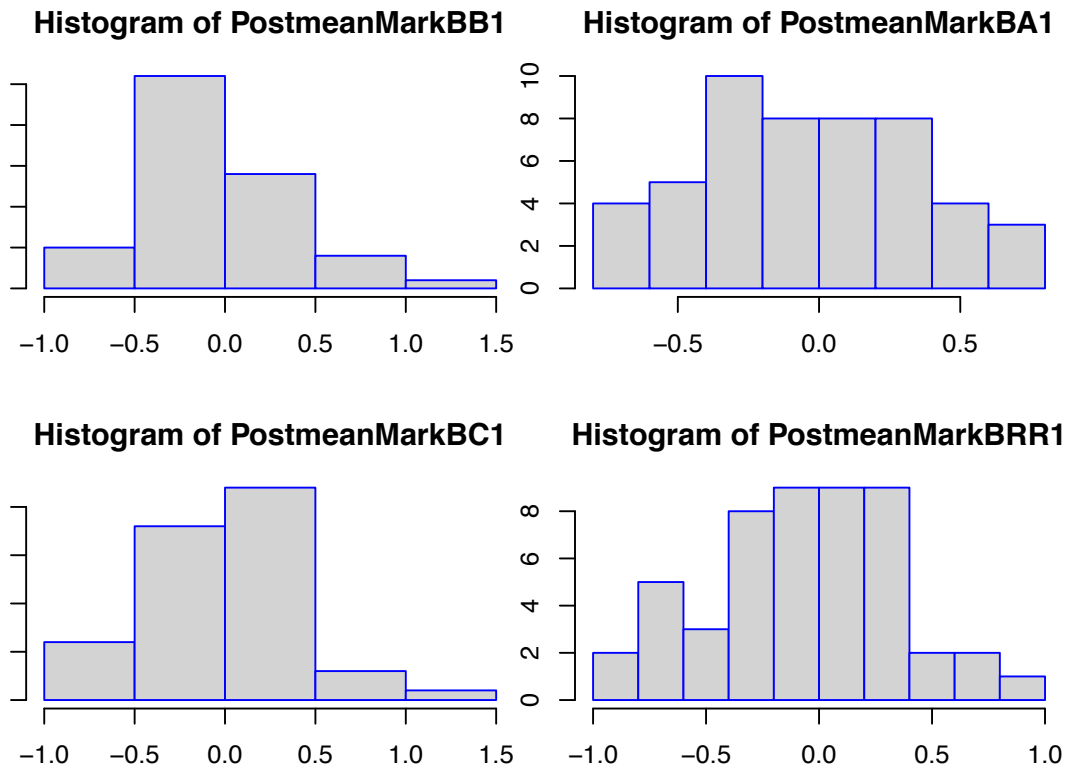 Histogram of PostmeanMarkBB1
−1.0 −0.5 0.0 0.5 1.0 1.5
Histogram of PostmeanMarkBA1
10
8
6
4
2
0
−0.5 0.0 0.5
Histogram of PostmeanMarkBC1
−1.0 −0.5 0.0 0.5 1.0 1.5
Histogram of PostmeanMarkBRR1
8
6
4
2
0
−1.0 −0.5 0.0 0.5 1.0